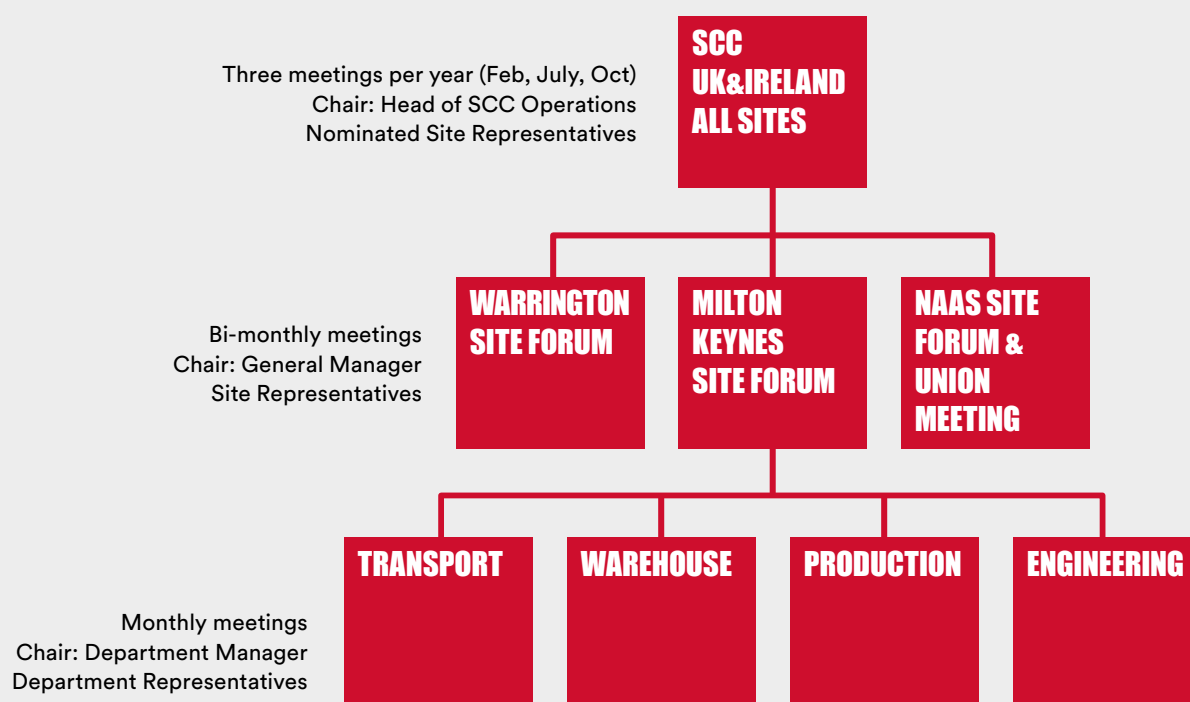 Three meetings per year (Feb, July, Oct)
Chair: Head of SCC Operations
Nominated Site Representatives
SCC
UK&IRELAND
ALL SITES
Bi-monthly meetings
Chair: General Manager
Site Representatives
WARRINGTON
SITE FORUM
MILTON
KEYNES
SITE FORUM
NAAS SITE
FORUM &
UNION
MEETING
Monthly meetings
Chair: Department Manager
Department Representatives
TRANSPORT
WAREHOUSE
PRODUCTION
ENGINEERING